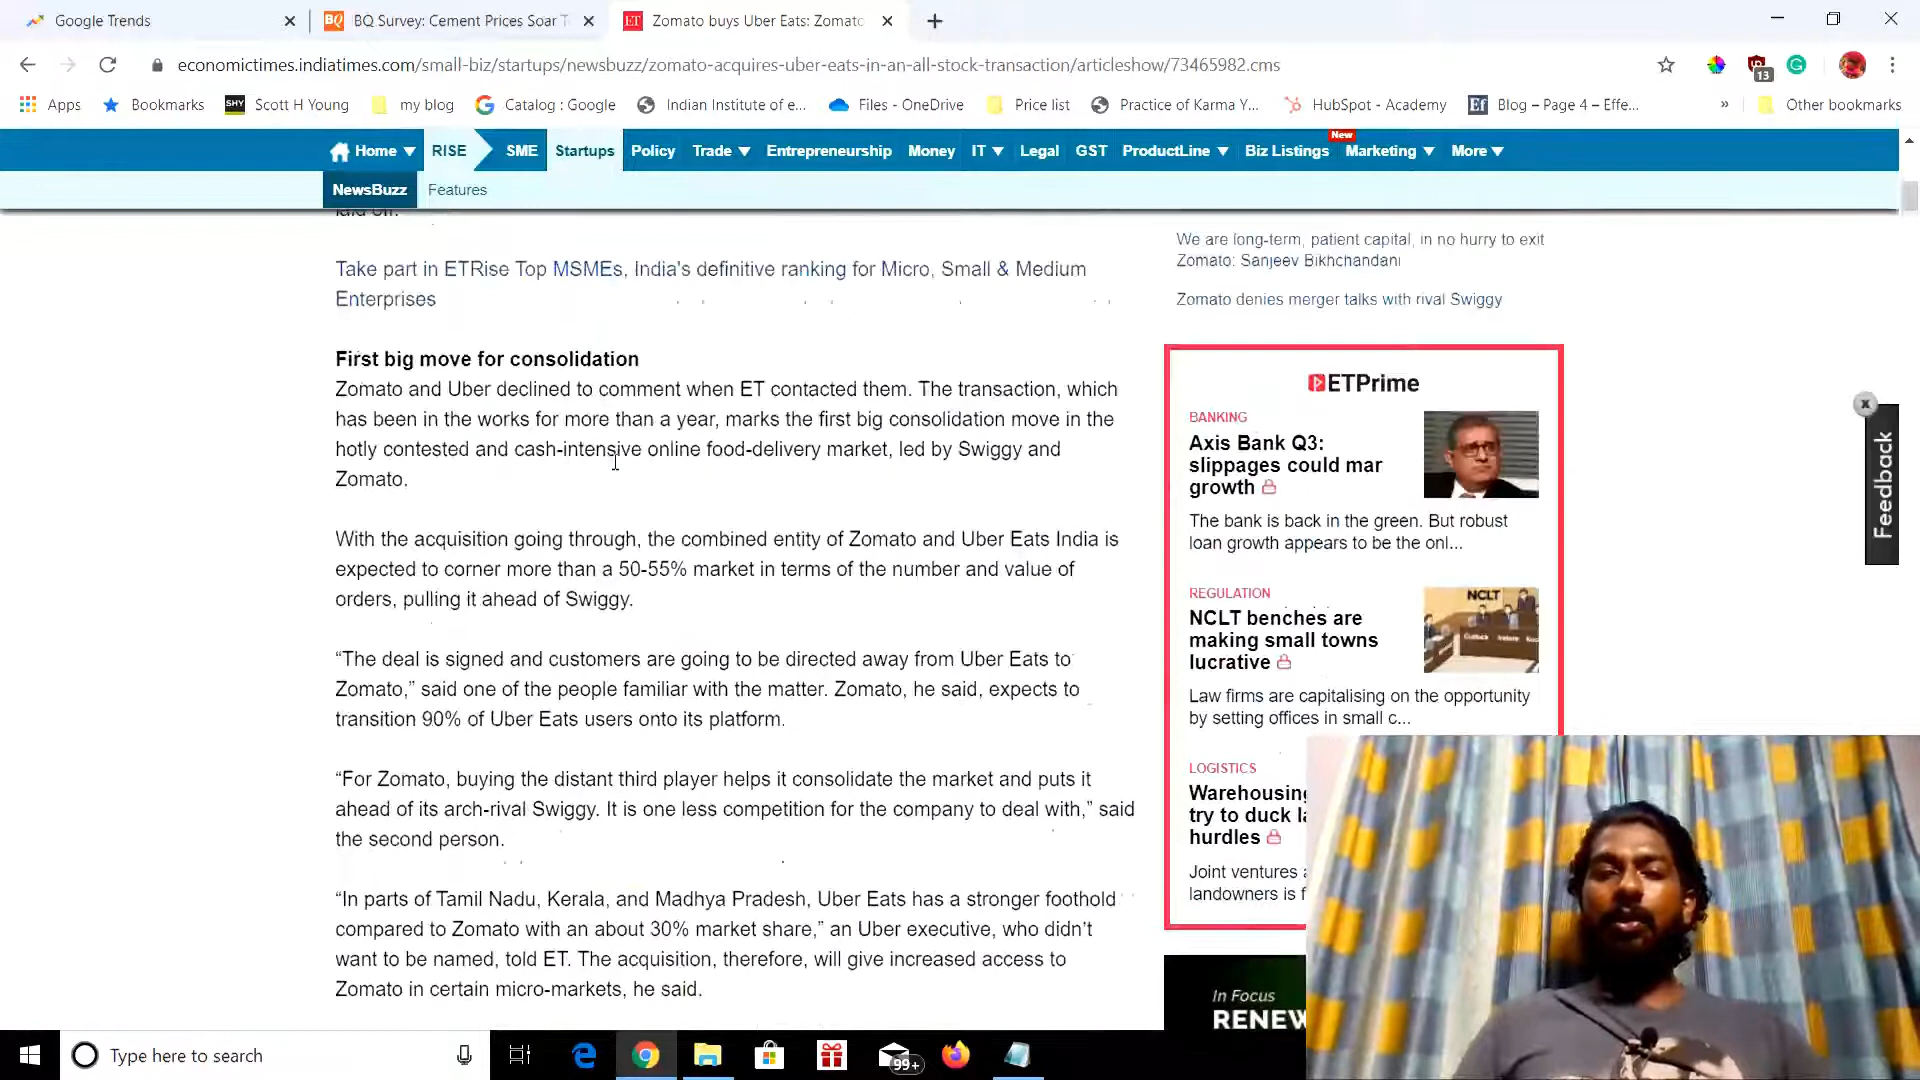 Google Trends
BQ Survey: Cement Prices Soar T
Zomato buys Uber Eats: Zomato
economictimes.indiatimes.com/small-biz/startups/newsbuzz/zomato-acquires-uber-eats-in-an-all-stock-transaction/articleshow/73465982.cms
13
Apps Bookmarks Scott H Young my blog Catalog : Google Indian Institute of e... Files - OneDrive Price list Practice of Karma Y... HubSpot - Academy Blog – Page 4 – Effe... » Other bookmarks
New
Home RISE SME Startups Policy Trade Entrepreneurship Money IT Legal GST ProductLine Biz Listings Marketing More
NewsBuzz Features
laid off.
Take part in ETRise Top MSMEs, India's definitive ranking for Micro, Small & Medium
Enterprises
First big move for consolidation
Zomato and Uber declined to comment when ET contacted them. The transaction, which
has been in the works for more than a year, marks the first big consolidation move in the
hotly contested and cash-intensive online food-delivery market, led by Swiggy and
Zomato.
With the acquisition going through, the combined entity of Zomato and Uber Eats India is
expected to corner more than a 50-55% market in terms of the number and value of
orders, pulling it ahead of Swiggy.
“The deal is signed and customers are going to be directed away from Uber Eats to
Zomato,” said one of the people familiar with the matter. Zomato, he said, expects to
transition 90% of Uber Eats users onto its platform.
“For Zomato, buying the distant third player helps it consolidate the market and puts it
ahead of its arch-rival Swiggy. It is one less competition for the company to deal with,” said
the second person.
“In parts of Tamil Nadu, Kerala, and Madhya Pradesh, Uber Eats has a stronger foothold
compared to Zomato with an about 30% market share,” an Uber executive, who didn’t
want to be named, told ET. The acquisition, therefore, will give increased access to
Zomato in certain micro-markets, he said.
We are long-term, patient capital, in no hurry to exit
Zomato: Sanjeev Bikhchandani
Zomato denies merger talks with rival Swiggy
ETPrime
BANKING
Axis Bank Q3:
slippages could mar
growth
The bank is back in the green. But robust
loan growth appears to be the onl...
REGULATION
NCLT benches are
making small towns
lucrative
NCLT
Law firms are capitalising on the opportunity
by setting offices in small c...
LOGISTICS
Warehousing
try to duck la
hurdles
Joint ventures a
landowners is f
In Focus
RENEW
Feedback
Type here to search
99+